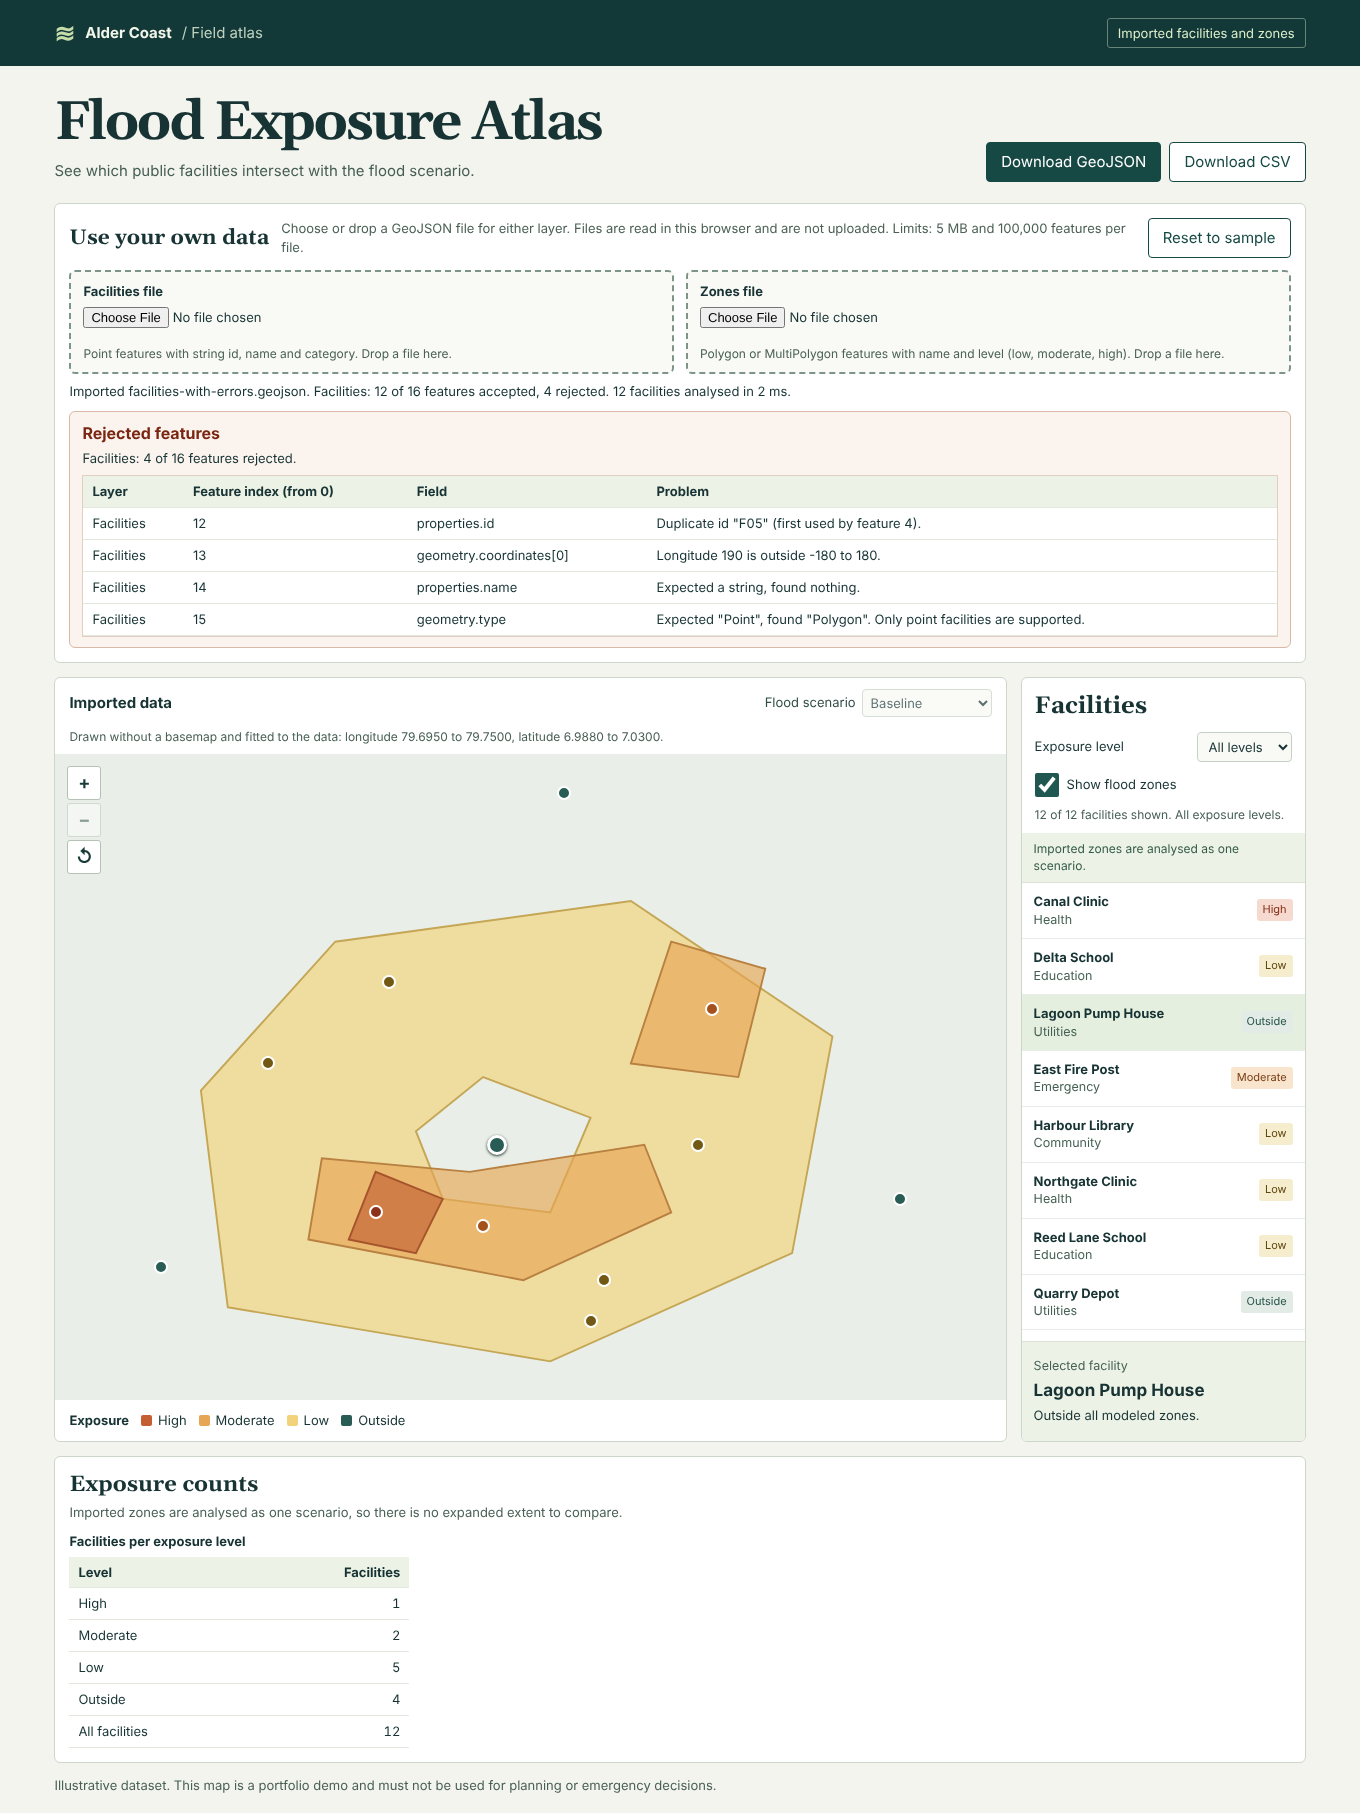 Alder Coast / Field atlas
Imported facilities and zones
Flood Exposure Atlas
See which public facilities intersect with the flood scenario.
Download GeoJSON
Download CSV
Use your own data
Choose or drop a GeoJSON file for either layer. Files are read in this browser and are not uploaded. Limits: 5 MB and 100,000 features per
file.
Reset to sample
Facilities file
Choose File No file chosen
Point features with string id, name and category. Drop a file here.
Zones file
Choose File No file chosen
Polygon or MultiPolygon features with name and level (low, moderate, high). Drop a file here.
Imported facilities-with-errors.geojson. Facilities: 12 of 16 features accepted, 4 rejected. 12 facilities analysed in 2 ms.
Rejected features
Facilities: 4 of 16 features rejected.
Layer Feature index (from 0) Field Problem
Facilities 12 properties.id Duplicate id "F05" (first used by feature 4).
Facilities 13 geometry.coordinates[0] Longitude 190 is outside -180 to 180.
Facilities 14 properties.name Expected a string, found nothing.
Facilities 15 geometry.type Expected "Point", found "Polygon". Only point facilities are supported.
Imported data
Flood scenario Baseline
Drawn without a basemap and fitted to the data: longitude 79.6950 to 79.7500, latitude 6.9880 to 7.0300.
+
−
Exposure High Moderate Low Outside
Facilities
Exposure level All levels
Show flood zones
12 of 12 facilities shown. All exposure levels.
Imported zones are analysed as one
scenario.
Canal Clinic
Health
High
Delta School
Education
Low
Lagoon Pump House
Utilities
Outside
East Fire Post
Emergency
Moderate
Harbour Library
Community
Low
Northgate Clinic
Health
Low
Reed Lane School
Education
Low
Quarry Depot
Utilities
Outside
Selected facility
Lagoon Pump House
Outside all modeled zones.
Exposure counts
Imported zones are analysed as one scenario, so there is no expanded extent to compare.
Facilities per exposure level
Level Facilities
High 1
Moderate 2
Low 5
Outside 4
All facilities 12
Illustrative dataset. This map is a portfolio demo and must not be used for planning or emergency decisions.